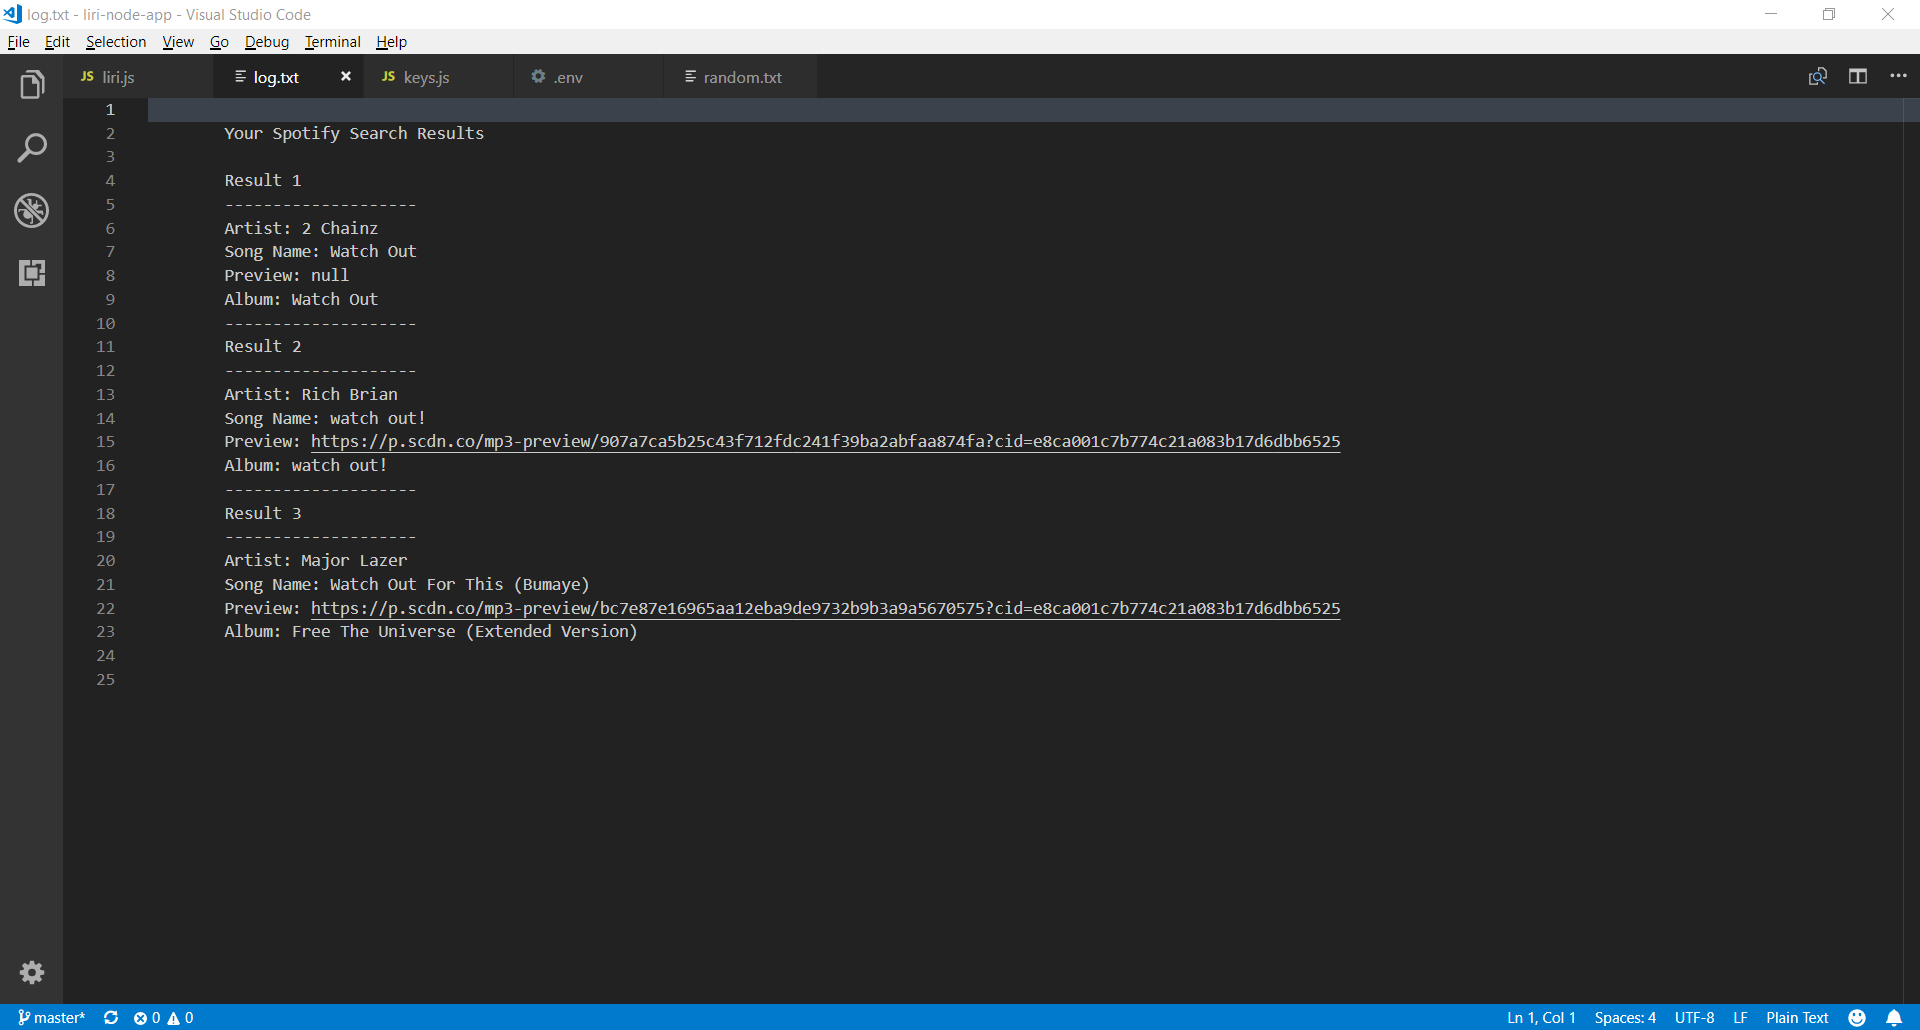 log.txt - liri-node-app - Visual Studio Code
File Edit Selection View Go Debug Terminal Help
JS liri.js log.txt JS keys.js .env random.txt
1
2 Your Spotify Search Results
3
4 Result 1
5 --------------------
6 Artist: 2 Chainz
7 Song Name: Watch Out
8 Preview: null
9 Album: Watch Out
10 --------------------
11 Result 2
12 --------------------
13 Artist: Rich Brian
14 Song Name: watch out!
15 Preview: https://p.scdn.co/mp3-preview/907a7ca5b25c43f712fdc241f39ba2abfaa874fa?cid=e8ca001c7b774c21a083b17d6dbb6525
16 Album: watch out!
17 --------------------
18 Result 3
19 --------------------
20 Artist: Major Lazer
21 Song Name: Watch Out For This (Bumaye)
22 Preview: https://p.scdn.co/mp3-preview/bc7e87e16965aa12eba9de9732b9b3a9a5670575?cid=e8ca001c7b774c21a083b17d6dbb6525
23 Album: Free The Universe (Extended Version)
24
25
master* 0 0 Ln 1, Col 1 Spaces: 4 UTF-8 LF Plain Text